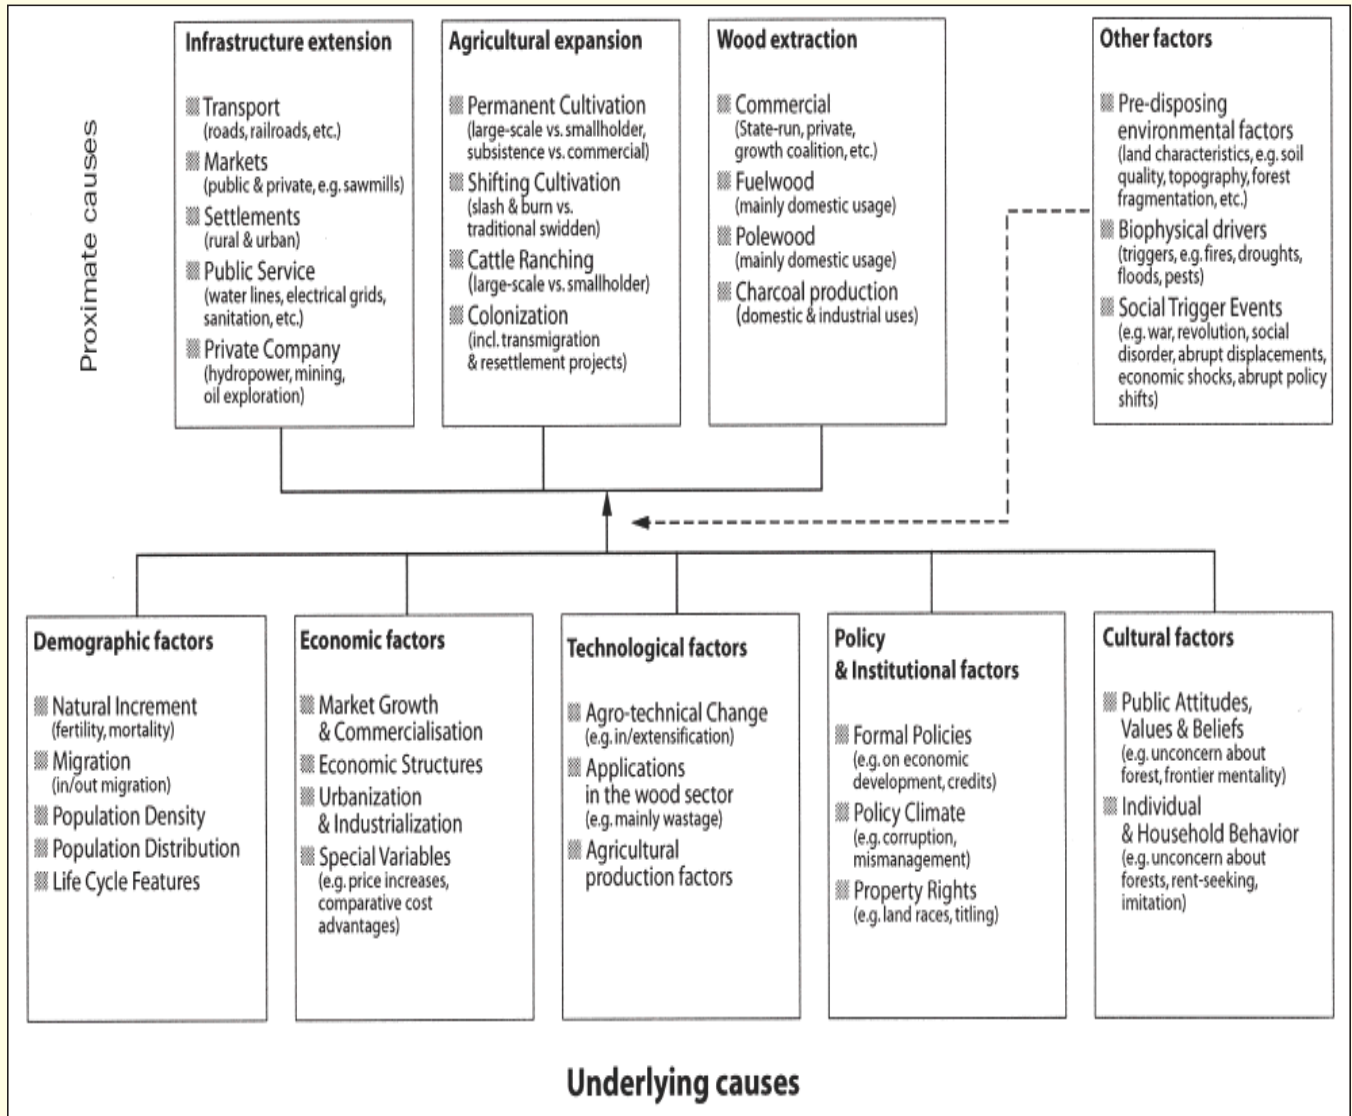 Proximate causes
Infrastructure extension
Transport
(roads, railroads, etc.)
Markets
(public & private, e.g. sawmills)
Settlements
(rural & urban)
Public Service
(water lines, electrical grids,
sanitation, etc.)
Private Company
(hydropower, mining,
oil exploration)
Agricultural expansion
Permanent Cultivation
(large-scale vs. smallholder,
subsistence vs. commercial)
Shifting Cultivation
(slash & burn vs.
traditional swidden)
Cattle Ranching
(large-scale vs. smallholder)
Colonization
(incl. transmigration
& resettlement projects)
Wood extraction
Commercial
(State-run, private,
growth coalition, etc.)
Fuelwood
(mainly domestic usage)
Polewood
(mainly domestic usage)
Charcoal production
(domestic & industrial uses)
Other factors
Pre-disposing
environmental factors
(land characteristics, e.g. soil
quality, topography, forest
fragmentation, etc.)
Biophysical drivers
(triggers, e.g. fires, droughts,
floods, pests)
Social Trigger Events
(e.g. war, revolution, social
disorder, abrupt displacements,
economic shocks, abrupt policy
shifts)
Demographic factors
Natural Increment
(fertility, mortality)
Migration
(in/out migration)
Population Density
Population Distribution
Life Cycle Features
Economic factors
Market Growth
& Commercialisation
Economic Structures
Urbanization
& Industrialization
Special Variables
(e.g. price increases,
comparative cost
advantages)
Technological factors
Agro-technical Change
(e.g. in/extensification)
Applications
in the wood sector
(e.g. mainly wastage)
Agricultural
production factors
Policy
& Institutional factors
Formal Policies
(e.g. on economic
development, credits)
Policy Climate
(e.g. corruption,
mismanagement)
Property Rights
(e.g. land races, titling)
Cultural factors
Public Attitudes,
Values & Beliefs
(e.g. unconcern about
forest, frontier mentality)
Individual
& Household Behavior
(e.g. unconcern about
forests, rent-seeking,
imitation)
Underlying causes